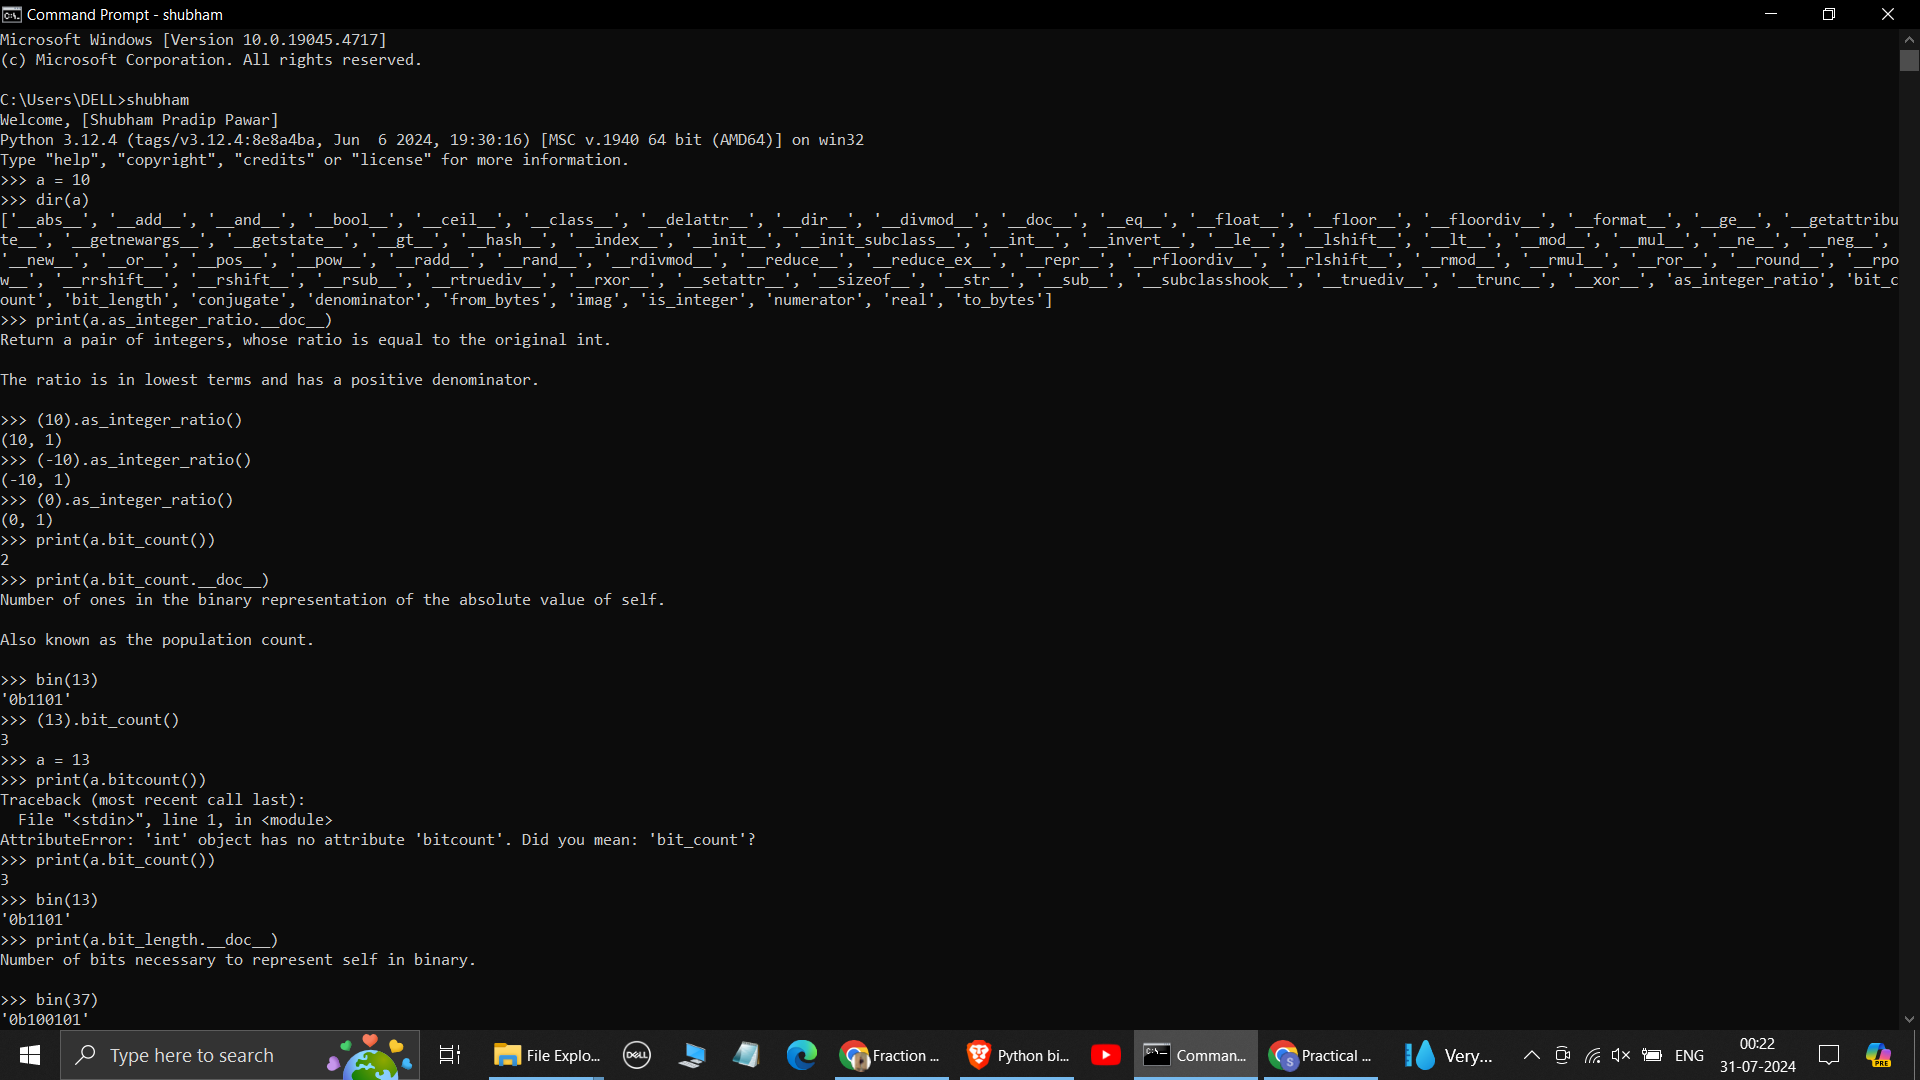 Command Prompt - shubham
Microsoft Windows [Version 10.0.19045.4717]
(c) Microsoft Corporation. All rights reserved.
C:\Users\DELL>shubham
Welcome, [Shubham Pradip Pawar]
Python 3.12.4 (tags/v3.12.4:8e8a4ba, Jun  6 2024, 19:30:16) [MSC v.1940 64 bit (AMD64)] on win32
Type "help", "copyright", "credits" or "license" for more information.
>>> a = 10
>>> dir(a)
['__abs__', '__add__', '__and__', '__bool__', '__ceil__', '__class__', '__delattr__', '__dir__', '__divmod__', '__doc__', '__eq__', '__float__', '__floor__', '__floordiv__', '__format__', '__ge__', '__getattribu
te__', '__getnewargs__', '__getstate__', '__gt__', '__hash__', '__index__', '__init__', '__init_subclass__', '__int__', '__invert__', '__le__', '__lshift__', '__lt__', '__mod__', '__mul__', '__ne__', '__neg__',
'__new__', '__or__', '__pos__', '__pow__', '__radd__', '__rand__', '__rdivmod__', '__reduce__', '__reduce_ex__', '__repr__', '__rfloordiv__', '__rlshift__', '__rmod__', '__rmul__', '__ror__', '__round__', '__rpo
w__', '__rrshift__', '__rshift__', '__rsub__', '__rtruediv__', '__rxor__', '__setattr__', '__sizeof__', '__str__', '__sub__', '__subclasshook__', '__truediv__', '__trunc__', '__xor__', 'as_integer_ratio', 'bit_c
ount', 'bit_length', 'conjugate', 'denominator', 'from_bytes', 'imag', 'is_integer', 'numerator', 'real', 'to_bytes']
>>> print(a.as_integer_ratio.__doc__)
Return a pair of integers, whose ratio is equal to the original int.
The ratio is in lowest terms and has a positive denominator.
>>> (10).as_integer_ratio()
(10, 1)
>>> (-10).as_integer_ratio()
(-10, 1)
>>> (0).as_integer_ratio()
(0, 1)
>>> print(a.bit_count())
2
>>> print(a.bit_count.__doc__)
Number of ones in the binary representation of the absolute value of self.
Also known as the population count.
>>> bin(13)
'0b1101'
>>> (13).bit_count()
3
>>> a = 13
>>> print(a.bitcount())
Traceback (most recent call last):
  File "<stdin>", line 1, in <module>
AttributeError: 'int' object has no attribute 'bitcount'. Did you mean: 'bit_count'?
>>> print(a.bit_count())
3
>>> bin(13)
'0b1101'
>>> print(a.bit_length.__doc__)
Number of bits necessary to represent self in binary.
>>> bin(37)
'0b100101'
Type here to search File Explo... DELL Fraction ... Python bi... Comman... Practical ... Very... ENG 00:22
31-07-2024